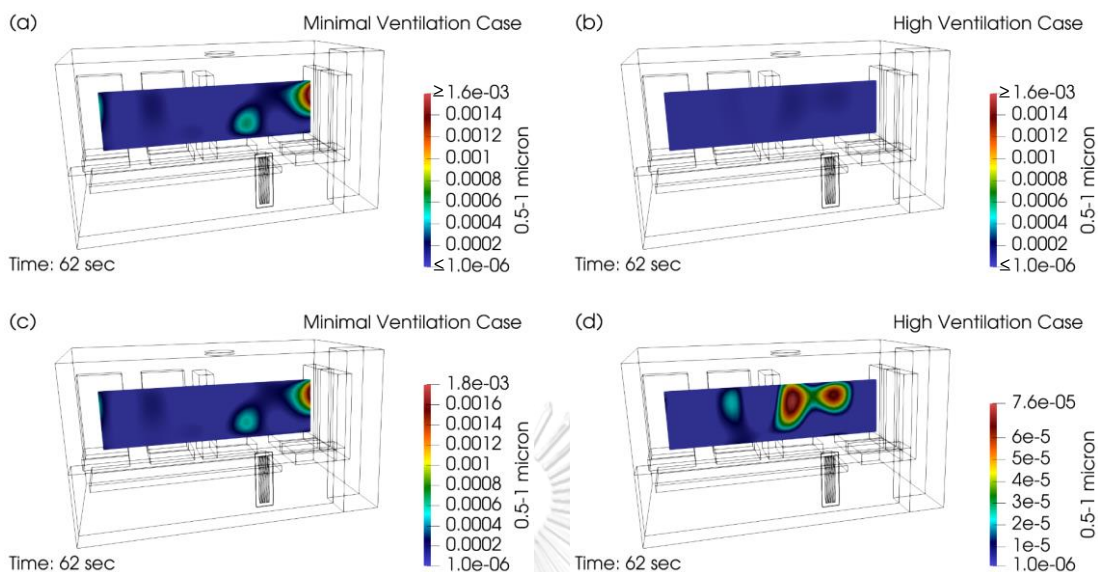 (a) Minimal Ventilation Case
≥ 1.6e-03
0.0014
0.0012
0.001
0.0008
0.0006
0.0004
0.0002
≤ 1.0e-06
0.5-1 micron
Time: 62 sec
(b) High Ventilation Case
≥ 1.6e-03
0.0014
0.0012
0.001
0.0008
0.0006
0.0004
0.0002
≤ 1.0e-06
0.5-1 micron
Time: 62 sec
(c) Minimal Ventilation Case
1.8e-03
0.0016
0.0014
0.0012
0.001
0.0008
0.0006
0.0004
0.0002
1.0e-06
0.5-1 micron
Time: 62 sec
(d) High Ventilation Case
7.6e-05
6e-5
5e-5
4e-5
3e-5
2e-5
1e-5
1.0e-06
0.5-1 micron
Time: 62 sec